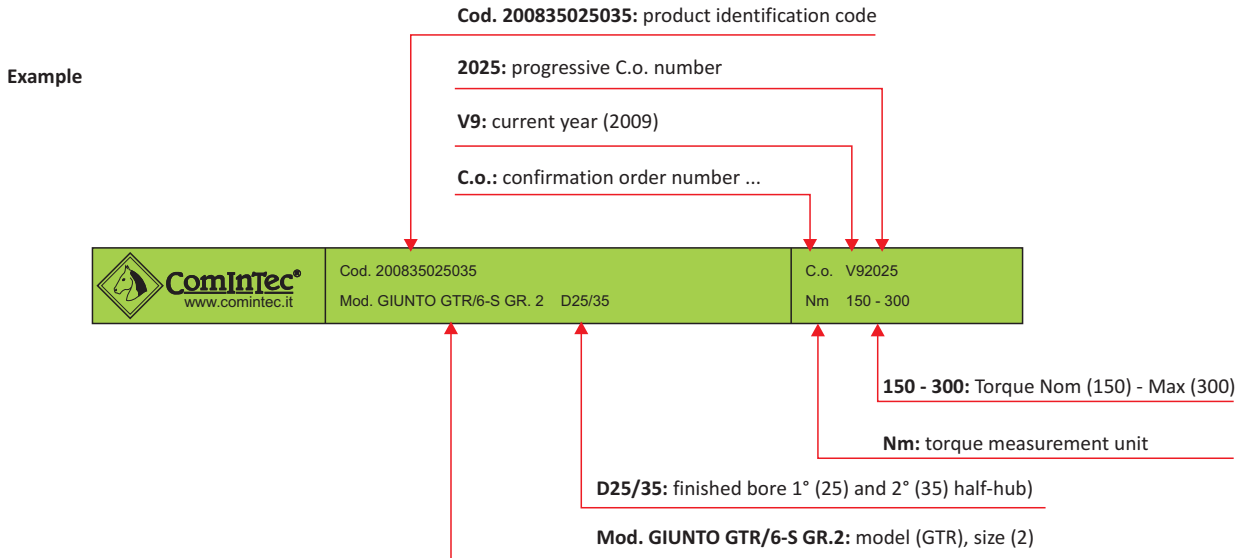 Cod. 200835025035: product identification code
Example
2025: progressive C.o. number
V9: current year (2009)
C.o.: confirmation order number ...
ComInTec®
www.comintec.it
Cod. 200835025035
Mod. GIUNTO GTR/6-S GR. 2 D25/35
C.o. V92025
Nm 150 - 300
150 - 300: Torque Nom (150) - Max (300)
Nm: torque measurement unit
D25/35: finished bore 1° (25) and 2° (35) half-hub)
Mod. GIUNTO GTR/6-S GR.2: model (GTR), size (2)